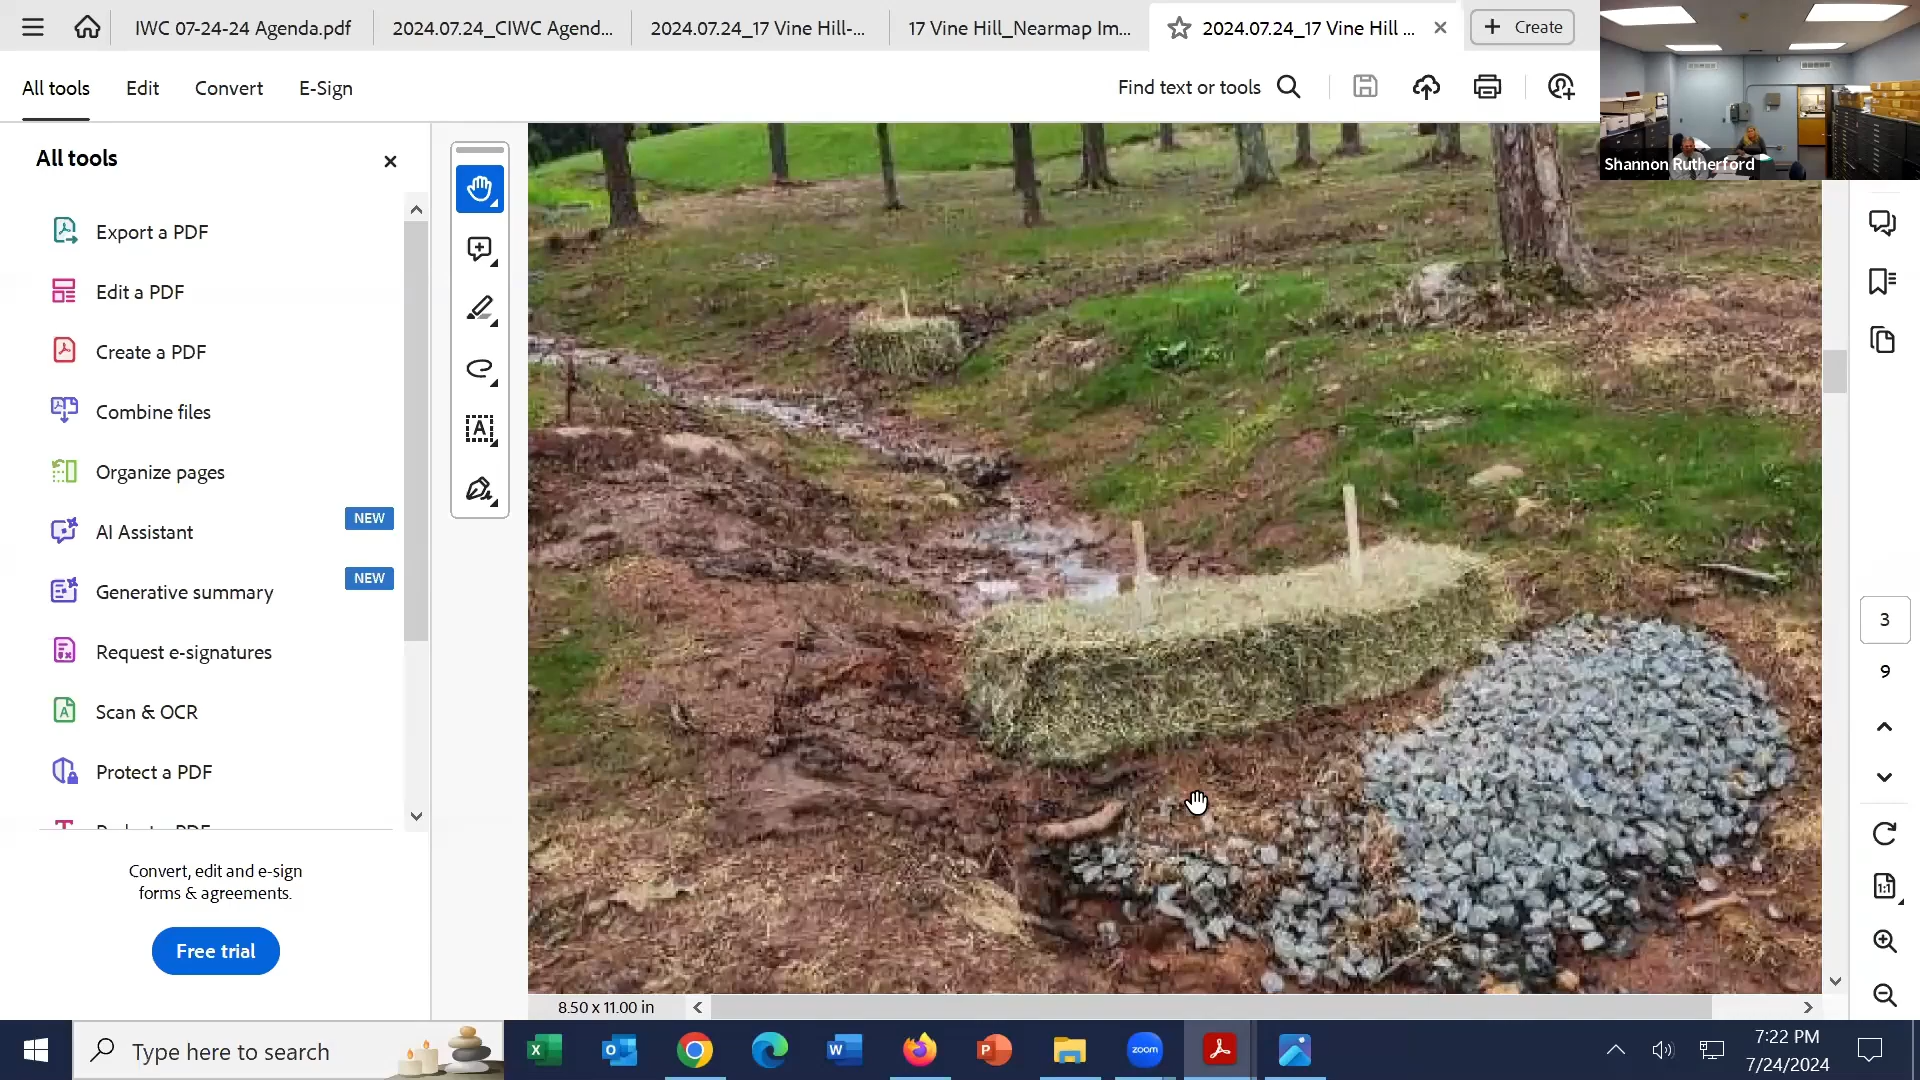 IWC 07-24-24 Agenda.pdf
2024.07.24_CIWC Agend...
2024.07.24_17 Vine Hill-...
17 Vine Hill_Nearmap Im...
2024.07.24_17 Vine Hill ...
Create
All tools
Edit
Convert
E-Sign
Find text or tools
Shannon Rutherford
All tools
Export a PDF
Edit a PDF
Create a PDF
Combine files
Organize pages
AI Assistant
NEW
Generative summary
NEW
Request e-signatures
Scan & OCR
Protect a PDF
Convert, edit and e-sign
forms & agreements.
Free trial
3
9
1:1
8.50 x 11.00 in
Type here to search
zoom
7:22 PM
7/24/2024